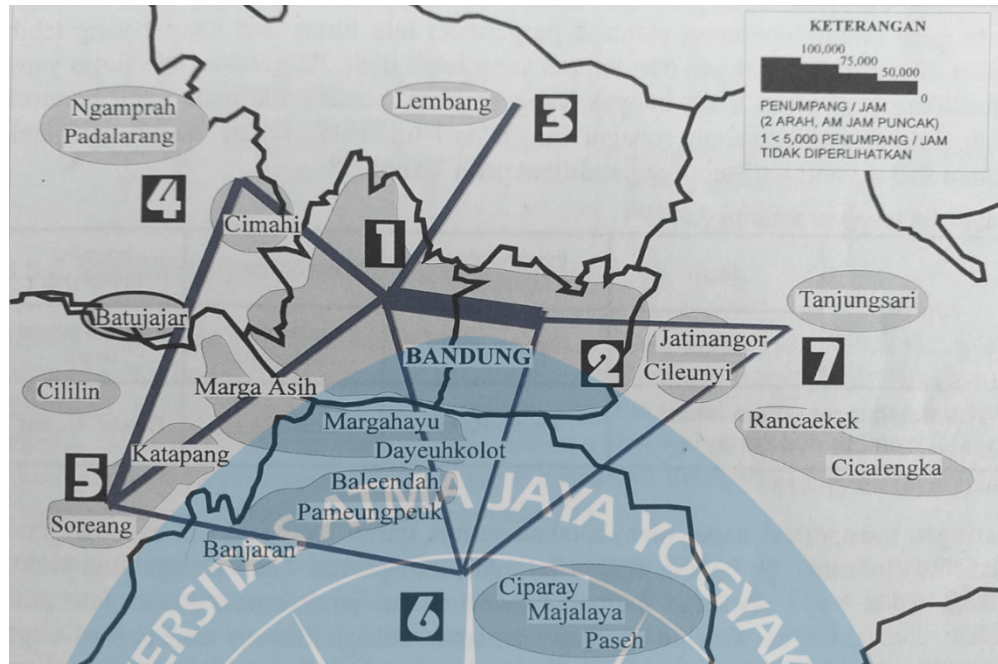 KETERANGAN
100,000
75,000
50,000
0
PENUMPANG / JAM
(2 ARAH, AM JAM PUNCAK)
1 < 5,000 PENUMPANG / JAM
TIDAK DIPERLIHATKAN
Ngamprah
Padalarang
Lembang
3
4
Cimahi
1
Batujajar
Tanjungsari
BANDUNG
2
Jatinangor
Cileunyi
7
Cililin
Marga Asih
Margahayu
Dayeuhkolot
Rancaekek
Cicalengka
Katapang
5
Soreang
Baleendah
Pameungpeuk
Banjaran
6
Ciparay
Majalaya
Paseh
ERSITAS ATMA JAYA YOGYAK